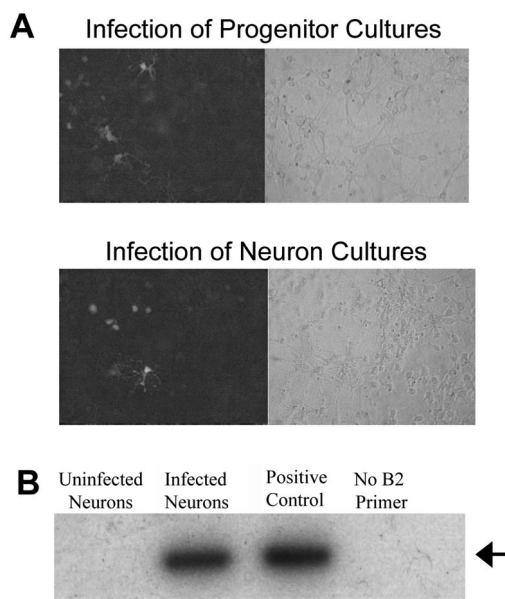 A
Infection of Progenitor Cultures
Infection of Neuron Cultures
B
Uninfected Neurons
Infected Neurons
Positive Control
No B2 Primer